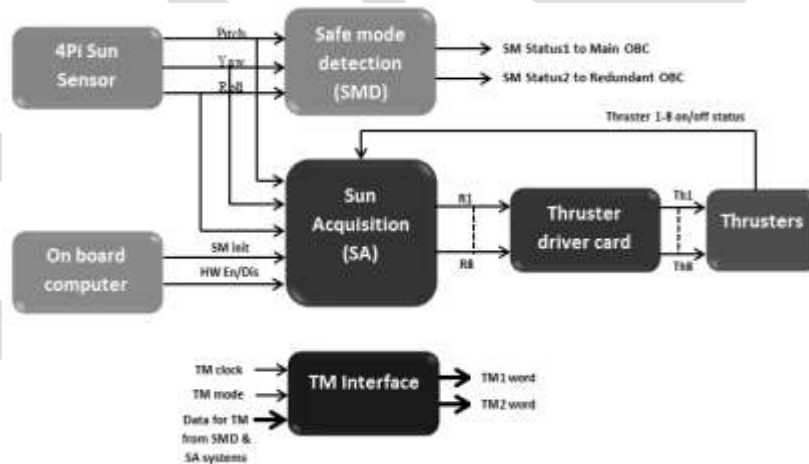 4Pi Sun
Sensor
Pitch
Yaw
Roll
Safe mode
detection
(SMD)
SM Status1 to Main OBC
SM Status2 to Redundant OBC
Thruster 1-8 on/off status
Sun
Acquisition
(SA)
R1
R8
Thruster
driver card
Th1
Th8
Thrusters
On board
computer
SM init
HW En/Dis
TM clock
TM mode
Data for TM
from SMD &
SA systems
TM Interface
TM1 word
TM2 word